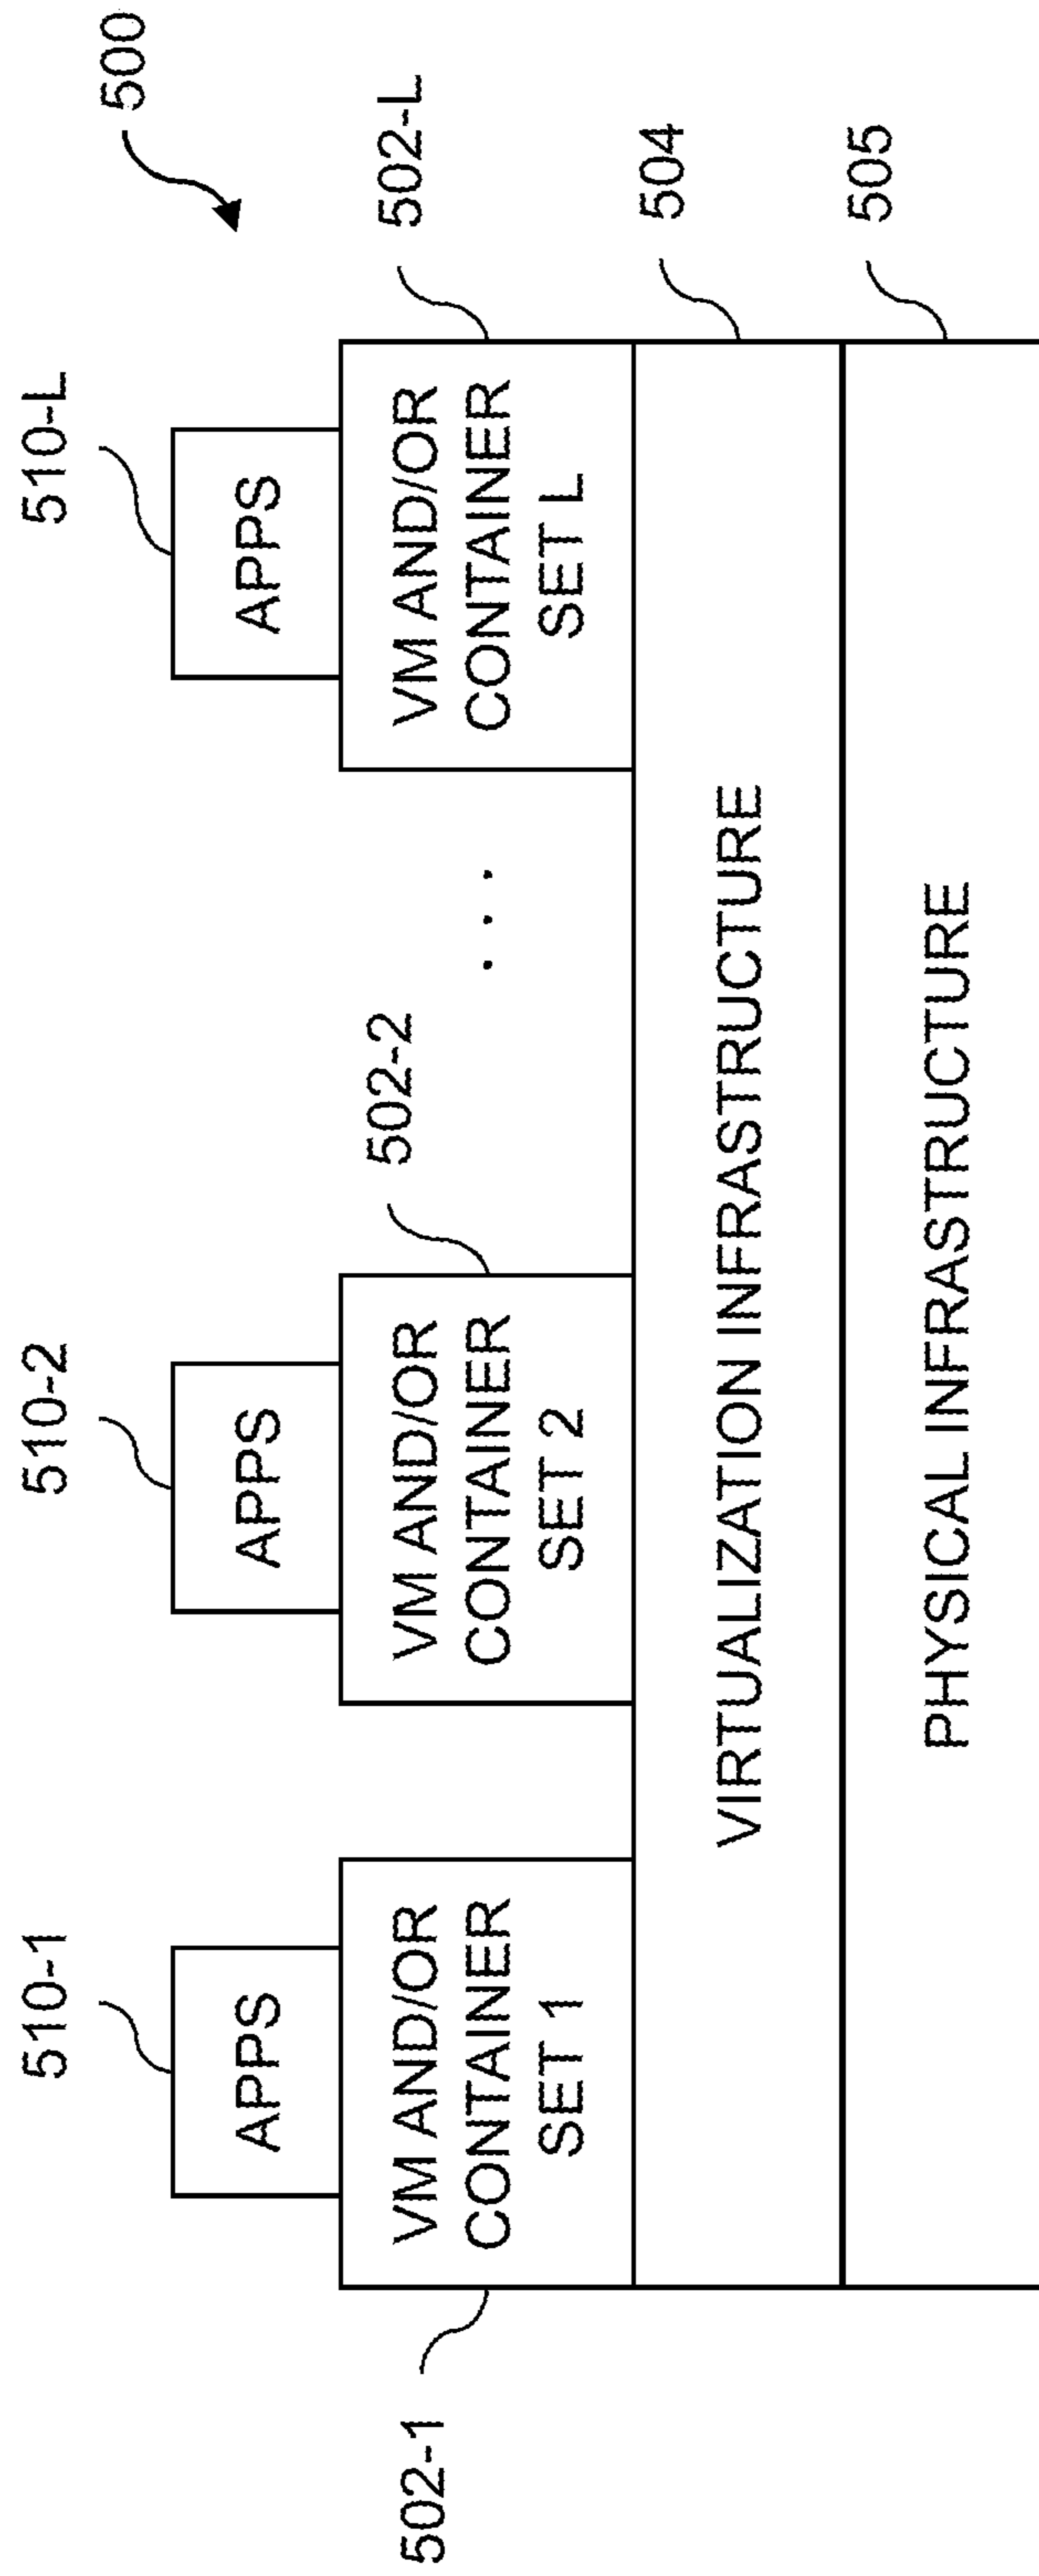 500
510-1
510-2
510-L
APPS
APPS
APPS
502-1
VM AND/OR
CONTAINER
SET 1
VM AND/OR
CONTAINER
SET 2
502-2
. . .
VM AND/OR
CONTAINER
SET L
502-L
VIRTUALIZATION INFRASTRUCTURE
504
PHYSICAL INFRASTRUCTURE
505